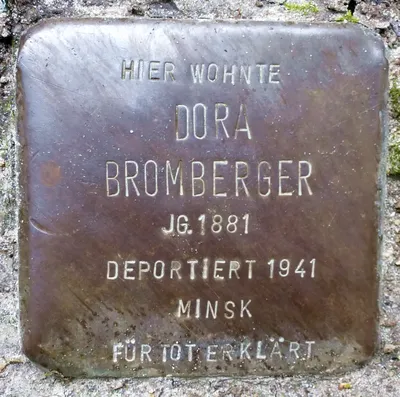 HIER WOHNTE
DORA
BROMBERGER
JG. 1881
DEPORTIERT 1941
MINSK
FÜR TOT ERKLÄRT